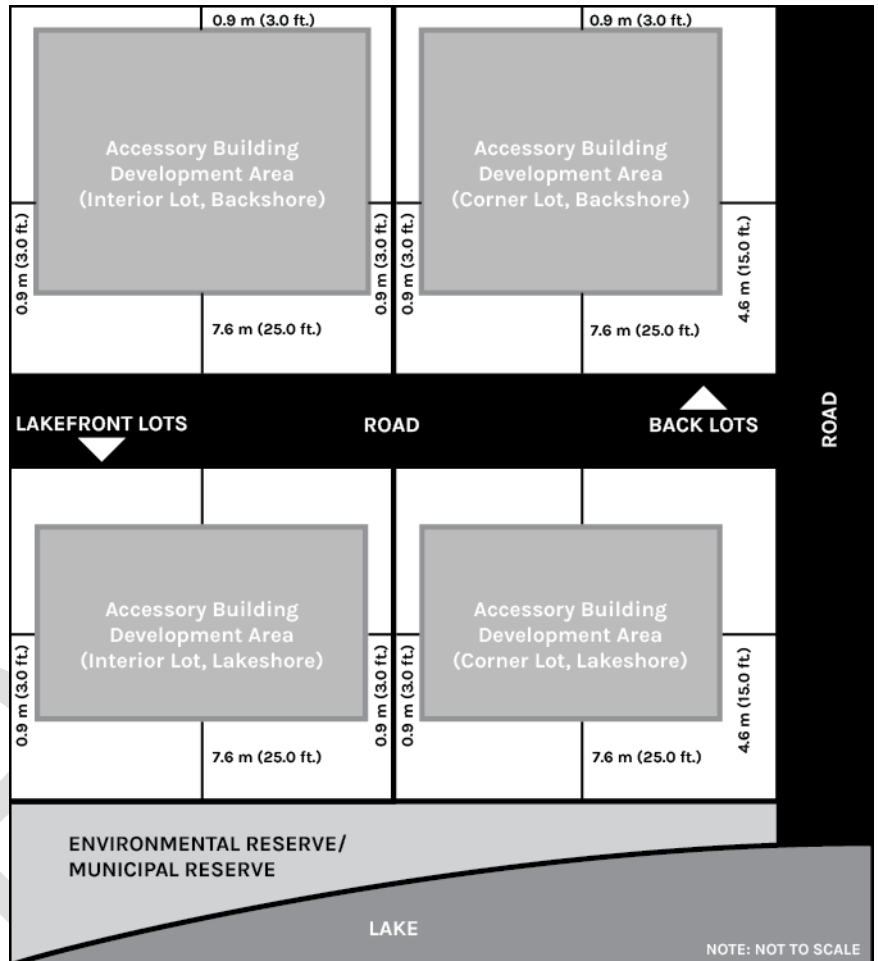 0.9 m (3.0 ft.)
0.9 m (3.0 ft.)
Accessory Building
Development Area
(Interior Lot, Backshore)
Accessory Building
Development Area
(Corner Lot, Backshore)
0.9 m (3.0 ft.)
0.9 m (3.0 ft.)
0.9 m (3.0 ft.)
4.6 m (15.0 ft.)
7.6 m (25.0 ft.)
7.6 m (25.0 ft.)
LAKEFRONT LOTS
ROAD
BACK LOTS
ROAD
Accessory Building
Development Area
(Interior Lot, Lakeshore)
Accessory Building
Development Area
(Corner Lot, Lakeshore)
0.9 m (3.0 ft.)
0.9 m (3.0 ft.)
0.9 m (3.0 ft.)
4.6 m (15.0 ft.)
7.6 m (25.0 ft.)
7.6 m (25.0 ft.)
ENVIRONMENTAL RESERVE/
MUNICIPAL RESERVE
LAKE
NOTE: NOT TO SCALE